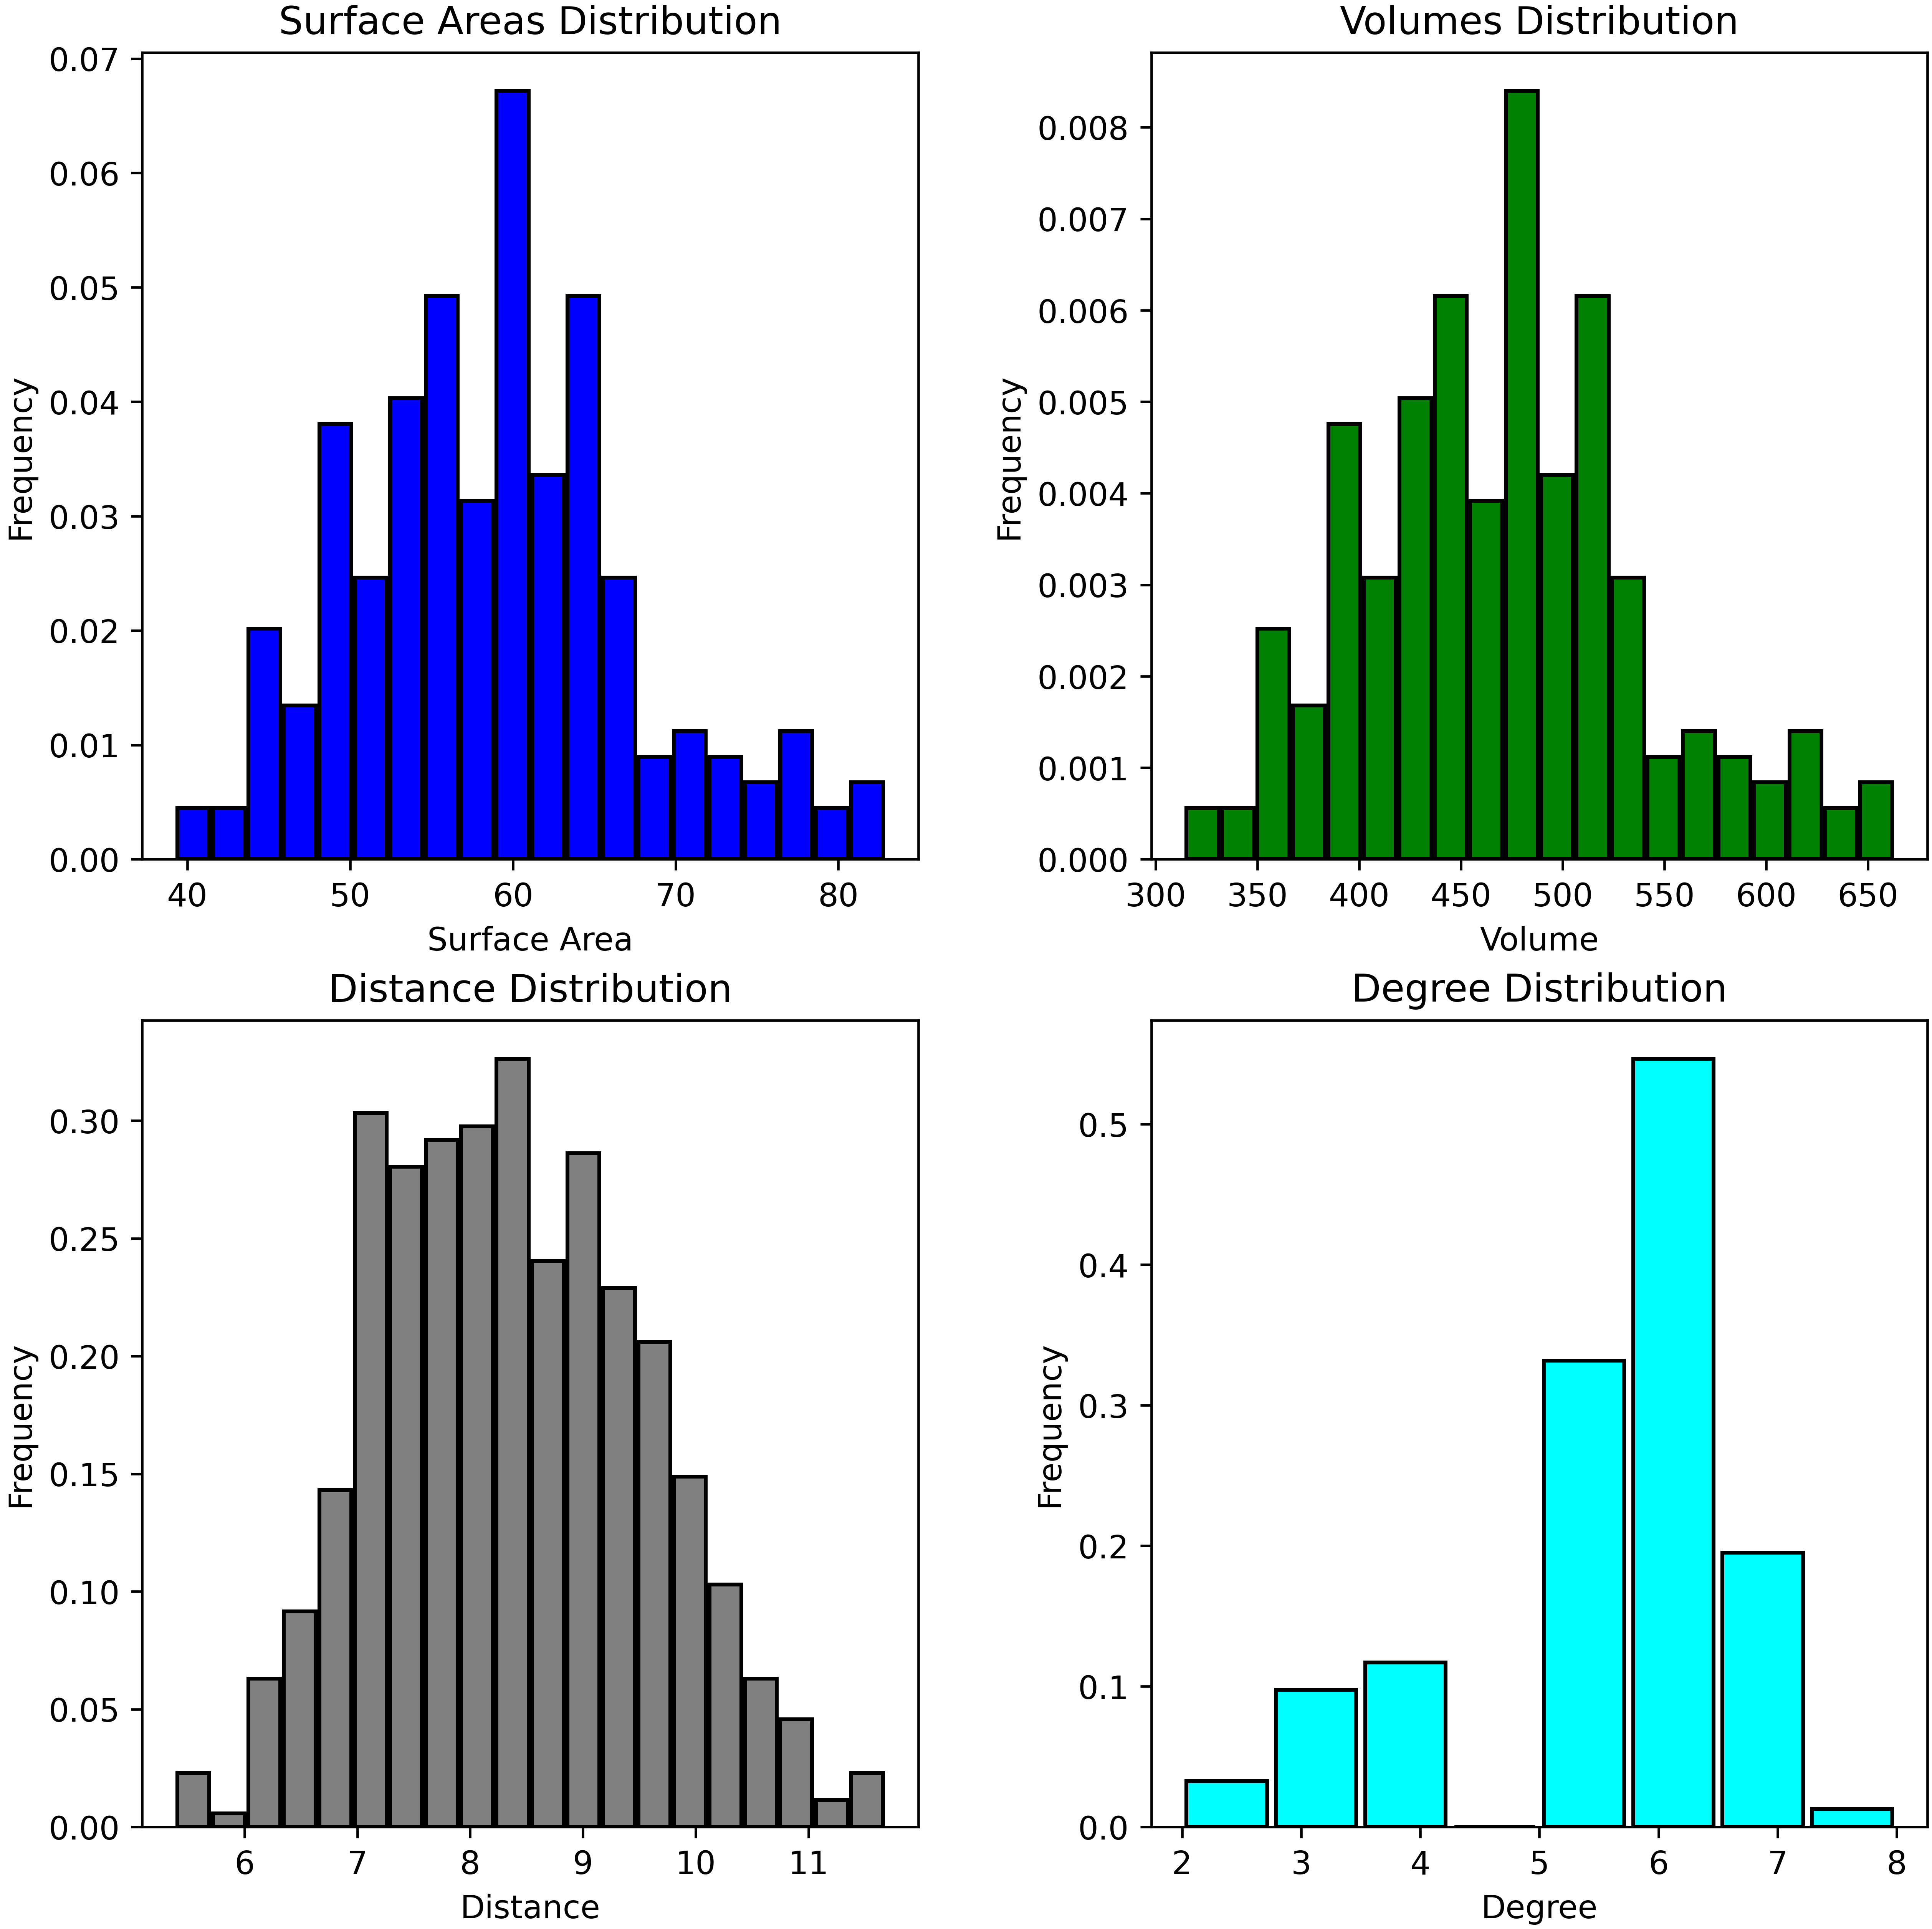 Surface Areas Distribution
0.07
0.06
0.05
0.04
0.03
0.02
0.01
0.00
Frequency
40 50 60 70 80
Surface Area
Volumes Distribution
0.008
0.007
0.006
0.005
0.004
0.003
0.002
0.001
0.000
Frequency
300 350 400 450 500 550 600 650
Volume
Distance Distribution
0.30
0.25
0.20
0.15
0.10
0.05
0.00
Frequency
6 7 8 9 10 11
Distance
Degree Distribution
0.5
0.4
0.3
0.2
0.1
0.0
Frequency
2 3 4 5 6 7 8
Degree